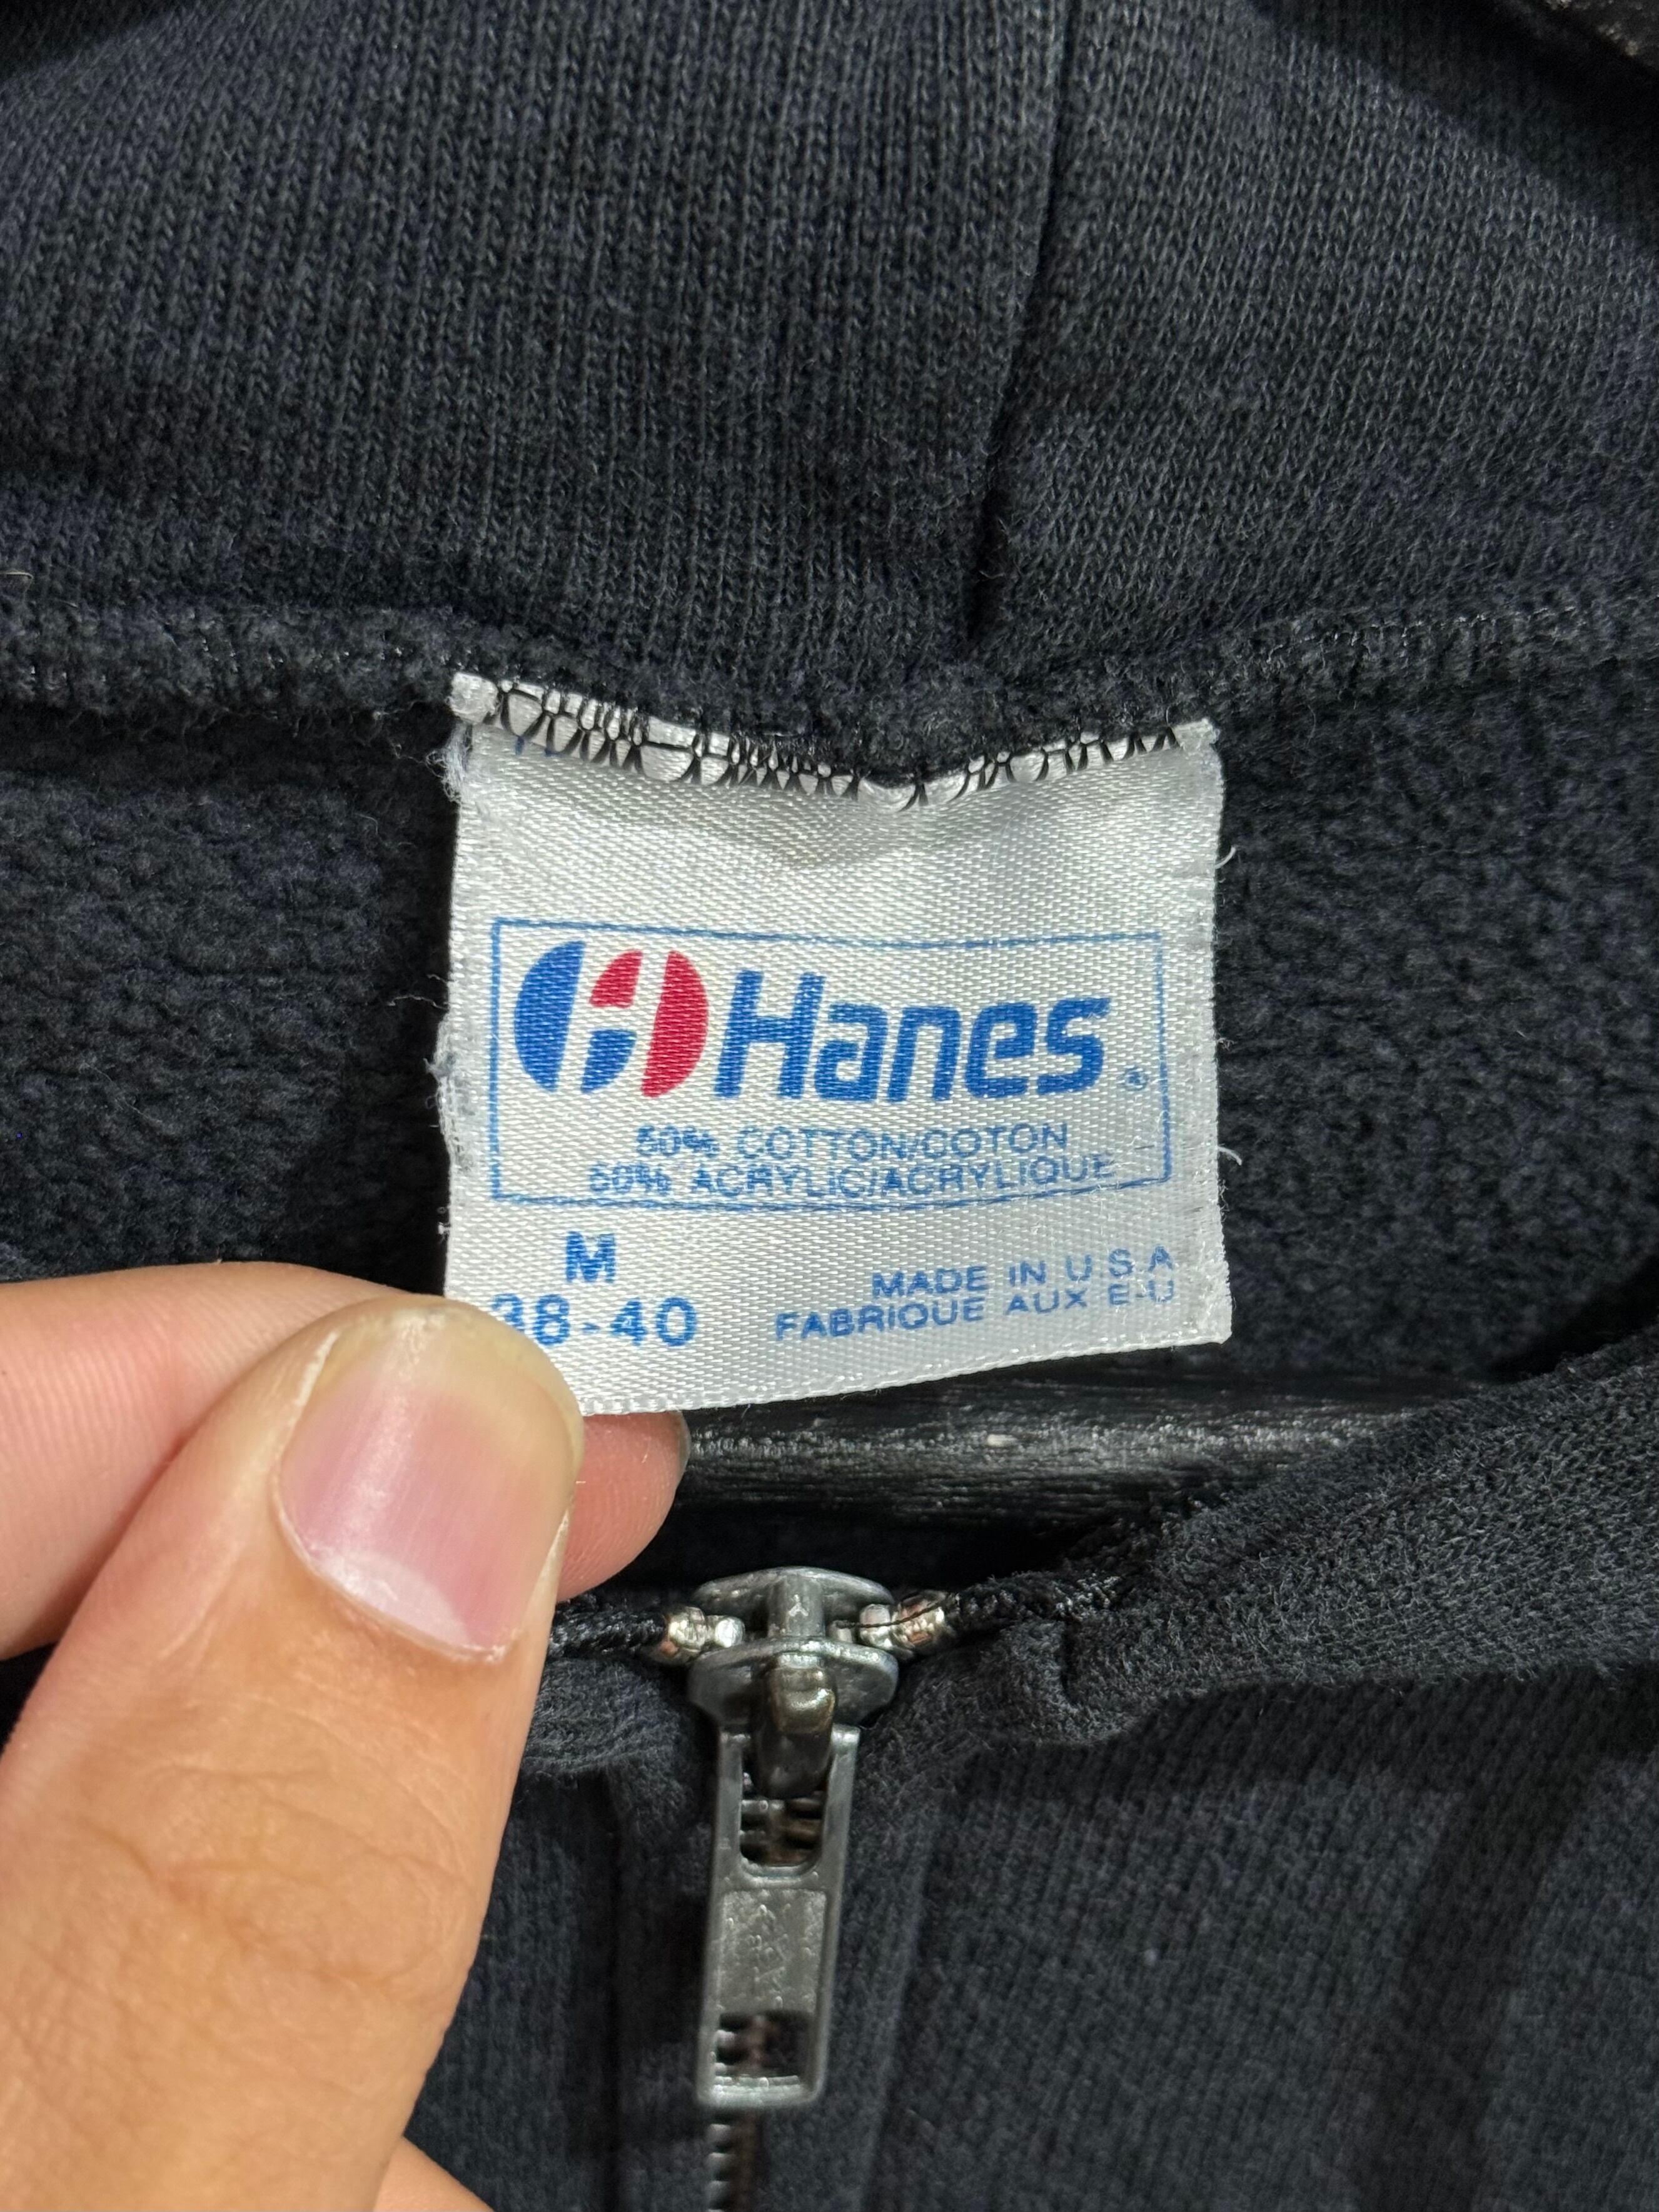 Hanes
50% COTTON/COTON
50% ACRYLIC/ACRYLIQUE
M
38-40
MADE IN U.S.A
FABRIQUE AUX E-U